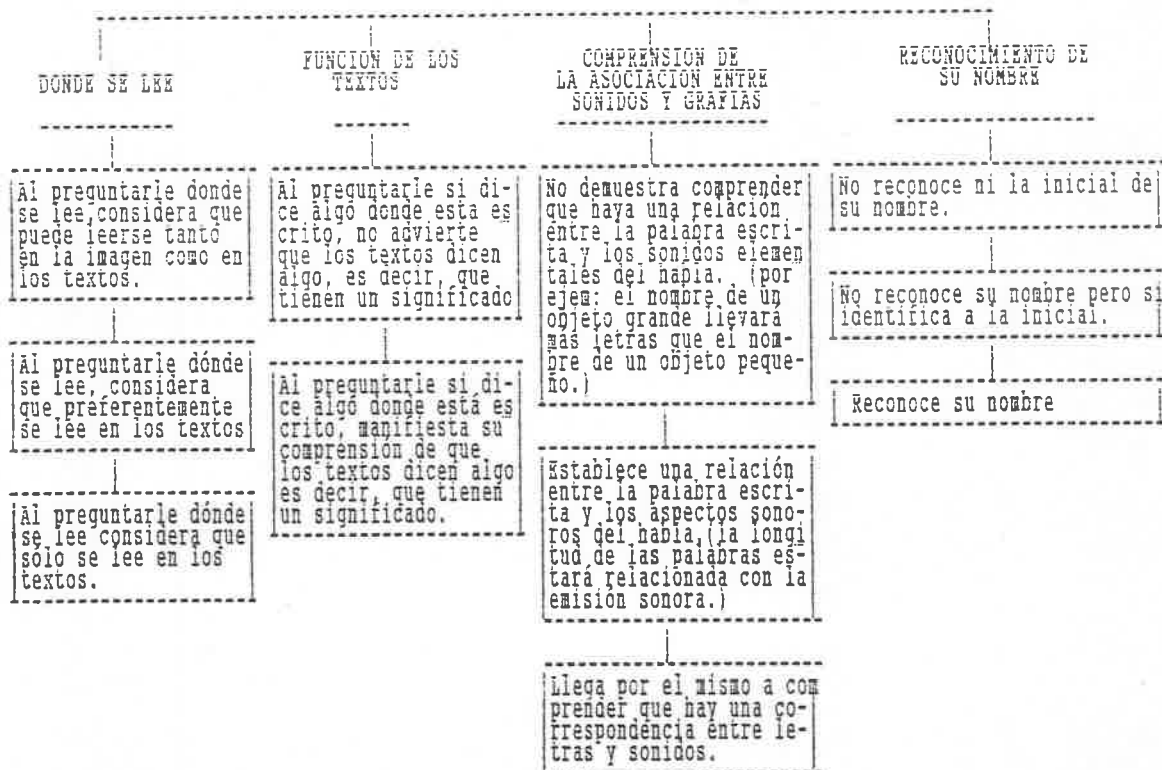 DONDE SE LEE
Al preguntarle donde
se lee,considera que
puede leerse tanto
en la imagen como en
los textos.
Al preguntarle dónde
se lee, considera
que preferentemente
se lee en los textos
Al preguntarle dónde
se lee considera que
sólo se lee en los
textos.
FUNCION DE LOS
TEXTOS
Al preguntarle si di-
ce algo donde esta es
crito, no advierte
que los textos dicen
algo, es decir, que
tienen un significado
Al preguntarle si di-
ce algo donde está es
crito, manifiesta su
comprensión de que
los textos dicen algo
es decir, que tienen
un significado.
COMPRENSION DE
LA ASOCIACION ENTRE
SONIDOS Y GRAFIAS
No demuestra comprender
que haya una relación
entre la palabra escri-
ta y los sonidos elemen
tales del habla. (por
ejem: el nombre de un
objeto grande llevará
más letras que el nom-
bre de un objeto peque-
ño.)
Establece una relación
entre la palabra escri-
ta y los aspectos sono-
ros del habla,(la longi
tud de las palabras es-
tará relacionada con la
emisión sonora.)
Llega por el mismo a com
prender que hay una co-
rrespondencia entre le-
tras y sonidos.
RECONOCIMIENTO DE
SU NOMBRE
No reconoce ni la inicial de
su nombre.
No reconoce su nombre pero si
identifica a la inicial.
Reconoce su nombre